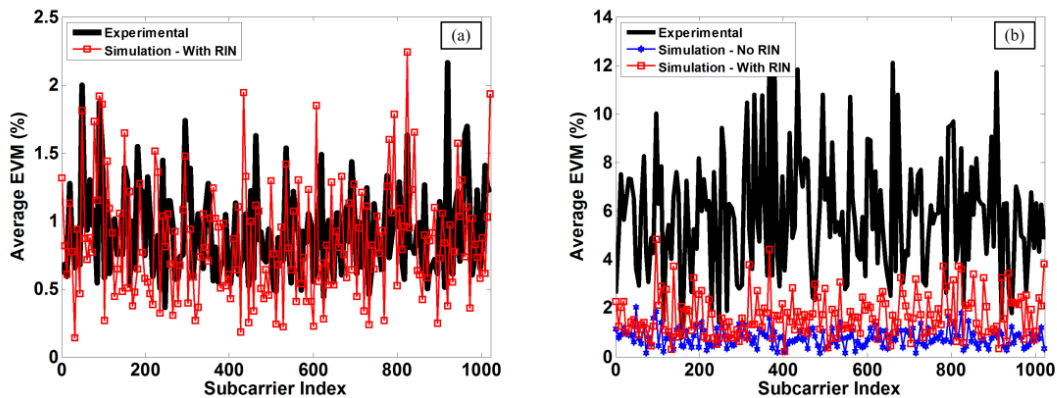 2.5
2
1.5
1
0.5
0
Average EVM (%)
Experimental
Simulation - With RIN
(a)
0
200
400
600
800
1000
Subcarrier Index
14
12
10
8
6
4
2
0
Average EVM (%)
Experimental
Simulation - No RIN
Simulation - With RIN
(b)
0
200
400
600
800
1000
Subcarrier Index